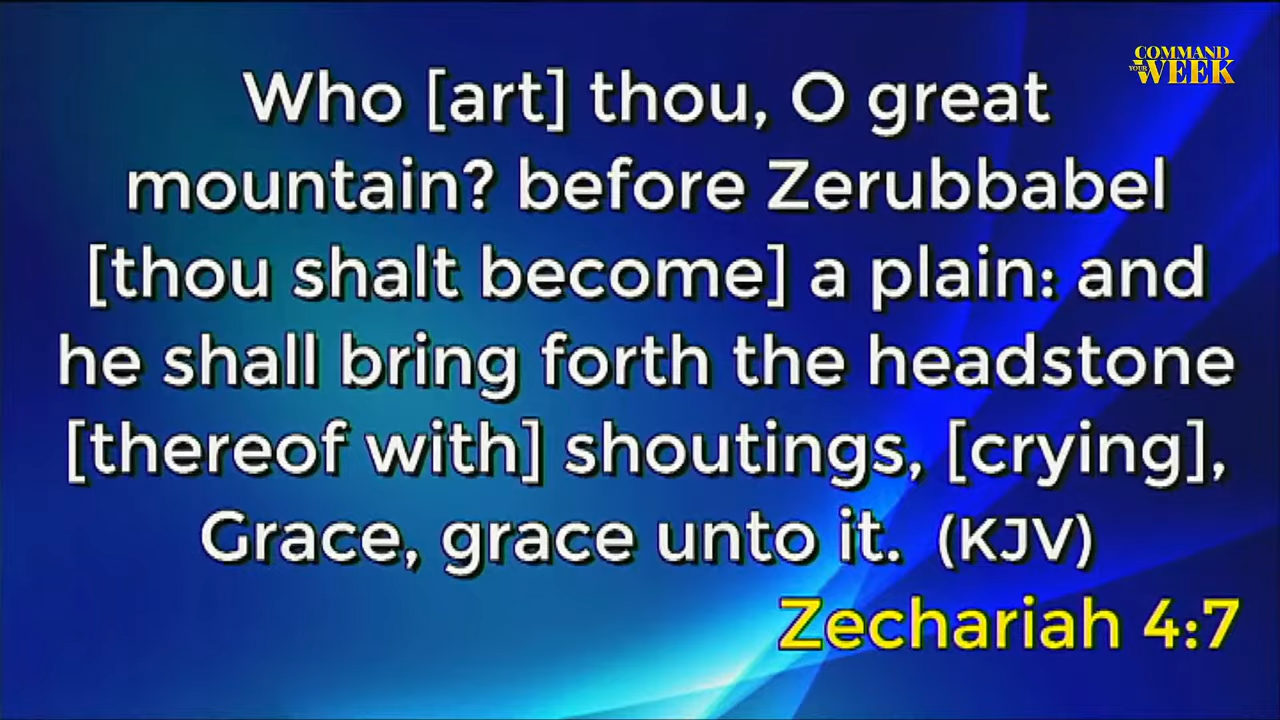 COMMAND
YOUR WEEK
Who [art] thou, O great
mountain? before Zerubbabel
[thou shalt become] a plain: and
he shall bring forth the headstone
[thereof with] shoutings, [crying],
Grace, grace unto it. (KJV)
Zechariah 4:7